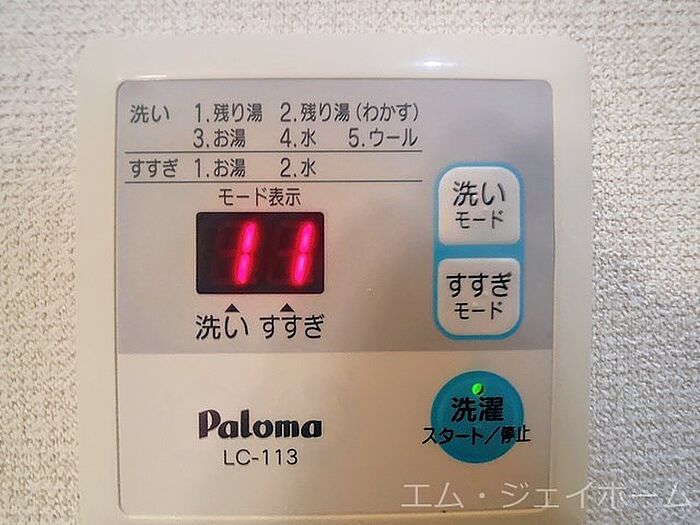 洗い 1.残り湯 2.残り湯(わかす)
3.お湯 4.水 5.ウール
すすぎ 1.お湯 2.水
モード表示
11
洗い すすぎ
洗い
モード
すすぎ
モード
洗濯
スタート/停止
Paloma
LC-113
エム・ジェイホーム